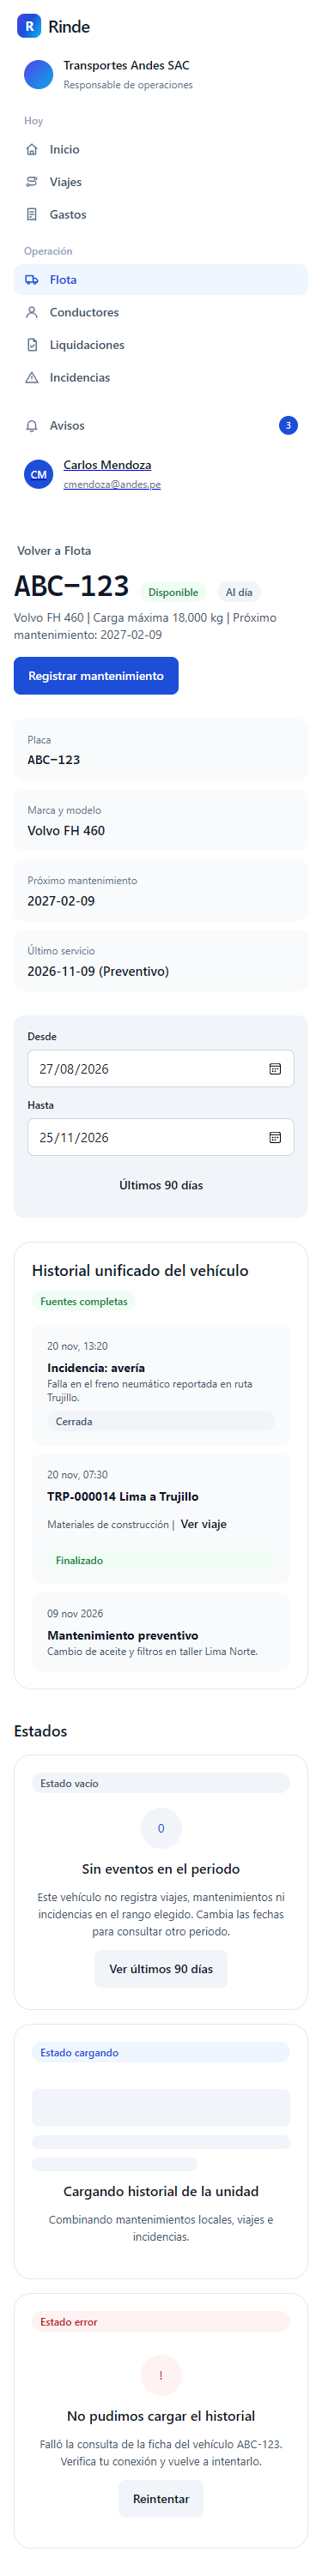 R Rinde
Transportes Andes SAC
Responsable de operaciones
Hoy
Inicio
Viajes
Gastos
Operación
Flota
Conductores
Liquidaciones
Incidencias
Avisos 3
CM Carlos Mendoza
cmendoza@andes.pe
Volver a Flota
ABC-123 Disponible Al día
Volvo FH 460 | Carga máxima 18,000 kg | Próximo
mantenimiento: 2027-02-09
Registrar mantenimiento
Placa
ABC-123
Marca y modelo
Volvo FH 460
Próximo mantenimiento
2027-02-09
Último servicio
2026-11-09 (Preventivo)
Desde
27/08/2026
Hasta
25/11/2026
Últimos 90 días
Historial unificado del vehículo
Fuentes completas
20 nov, 13:20
Incidencia: avería
Falla en el freno neumático reportada en ruta
Trujillo.
Cerrada
20 nov, 07:30
TRP-000014 Lima a Trujillo
Materiales de construcción | Ver viaje
Finalizado
09 nov 2026
Mantenimiento preventivo
Cambio de aceite y filtros en taller Lima Norte.
Estados
Estado vacío
0
Sin eventos en el periodo
Este vehículo no registra viajes, mantenimientos ni
incidencias en el rango elegido. Cambia las fechas
para consultar otro periodo.
Ver últimos 90 días
Estado cargando
Cargando historial de la unidad
Combinando mantenimientos locales, viajes e
incidencias.
Estado error
!
No pudimos cargar el historial
Falló la consulta de la ficha del vehículo ABC-123.
Verifica tu conexión y vuelve a intentarlo.
Reintentar